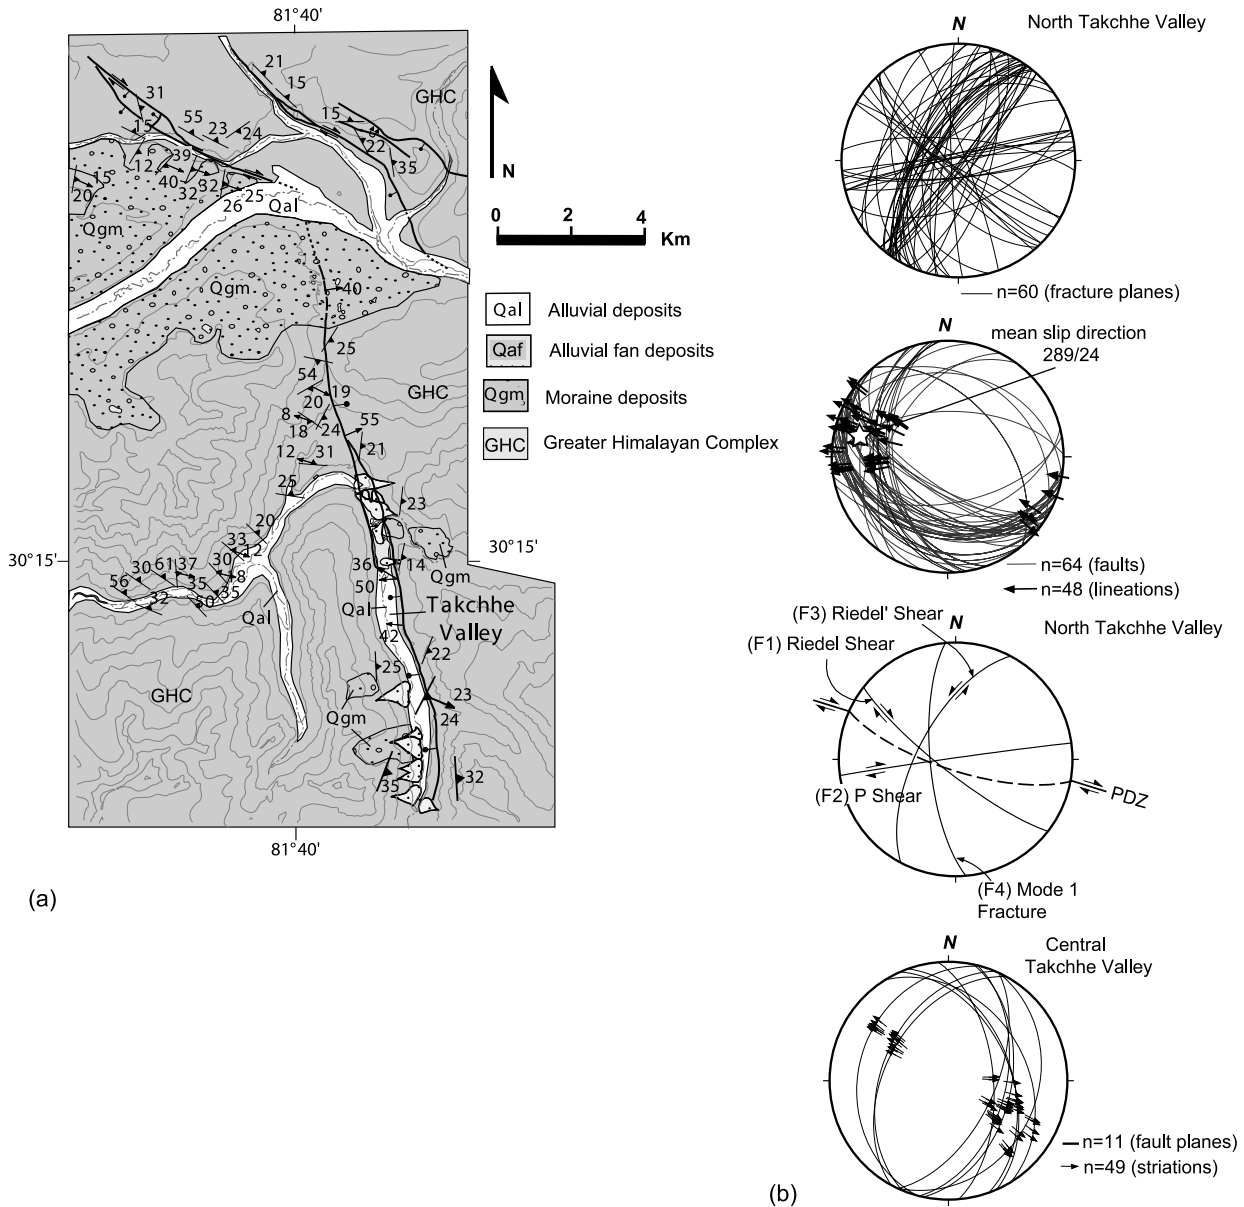 81°40'
21
15
GHC
31
15
55
23
24
15
22
35
12
39
40
32
32
25
26
Qal
15
20
Qgm
N
0 2 4
Km
Qgm
40
25
54
19
20
8
18
24
55
21
GHC
12
31
25
23
20
33
12
30°15'
30°15'
30
61
37
30
56
35
8
32
50
35
36
14
50
Qgm
Qal
Qal
Takchhe
Valley
42
22
25
23
24
GHC
Qgm
35
32
81°40'
(a)
Qal Alluvial deposits
Qaf Alluvial fan deposits
Qgm Moraine deposits
GHC Greater Himalayan Complex
N
North Takchhe Valley
n=60 (fracture planes)
N
mean slip direction
289/24
n=64 (faults)
n=48 (lineations)
North Takchhe Valley
(F3) Riedel' Shear
N
(F1) Riedel Shear
(F2) P Shear
PDZ
(F4) Mode 1
Fracture
N
Central
Takchhe Valley
n=11 (fault planes)
n=49 (striations)
(b)